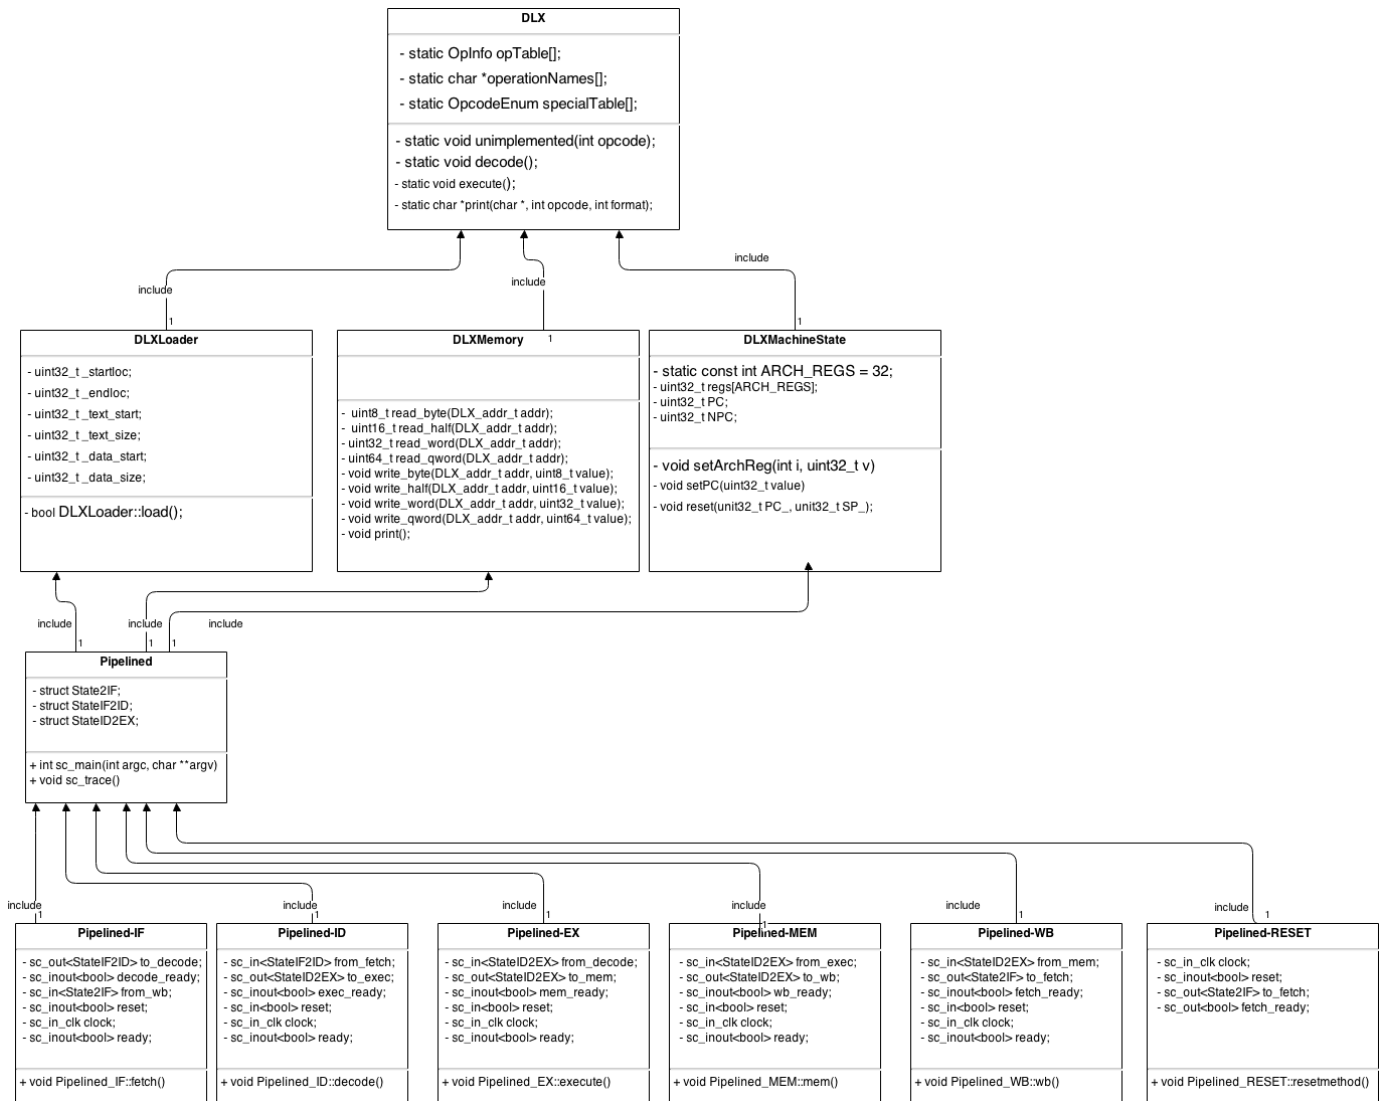 DLX
- static OpInfo opTable[];
- static char *operationNames[];
- static OpcodeEnum specialTable[];
- static void unimplemented(int opcode);
- static void decode();
- static void execute();
- static char *print(char *, int opcode, int format);
include
include
include
1
1
1
DLXLoader
- uint32_t _startloc;
- uint32_t _endloc;
- uint32_t _text_start;
- uint32_t _text_size;
- uint32_t _data_start;
- uint32_t _data_size;
- bool DLXLoader::load();
DLXMemory
- uint8_t read_byte(DLX_addr_t addr);
- uint16_t read_half(DLX_addr_t addr);
- uint32_t read_word(DLX_addr_t addr);
- uint64_t read_qword(DLX_addr_t addr);
- void write_byte(DLX_addr_t addr, uint8_t value);
- void write_half(DLX_addr_t addr, uint16_t value);
- void write_word(DLX_addr_t addr, uint32_t value);
- void write_qword(DLX_addr_t addr, uint64_t value);
- void print();
DLXMachineState
- static const int ARCH_REGS = 32;
- uint32_t regs[ARCH_REGS];
- uint32_t PC;
- uint32_t NPC;
- void setArchReg(int i, uint32_t v)
- void setPC(uint32_t value)
- void reset(unit32_t PC_, uint32_t SP_);
include
include
include
1
1
1
Pipelined
- struct State2IF;
- struct StateIF2ID;
- struct StateID2EX;
+ int sc_main(int argc, char **argv)
+ void sc_trace()
include
include
include
include
include
include
1
1
1
1
1
1
Pipelined-IF
- sc_out<StateIF2ID> to_decode;
- sc_inout<bool> decode_ready;
- sc_in<State2IF> from_wb;
- sc_inout<bool> reset;
- sc_in_clk clock;
- sc_inout<bool> ready;
+ void Pipelined_IF::fetch()
Pipelined-ID
- sc_in<StateIF2ID> from_fetch;
- sc_out<StateID2EX> to_exec;
- sc_inout<bool> exec_ready;
- sc_in<bool> reset;
- sc_in_clk clock;
- sc_inout<bool> ready;
+ void Pipelined_ID::decode()
Pipelined-EX
- sc_in<StateID2EX> from_decode;
- sc_out<StateID2EX> to_mem;
- sc_inout<bool> mem_ready;
- sc_in<bool> reset;
- sc_in_clk clock;
- sc_inout<bool> ready;
+ void Pipelined_EX::execute()
Pipelined-MEM
- sc_in<StateID2EX> from_exec;
- sc_out<StateID2EX> to_wb;
- sc_inout<bool> wb_ready;
- sc_in<bool> reset;
- sc_in_clk clock;
- sc_inout<bool> ready;
+ void Pipelined_MEM::mem()
Pipelined-WB
- sc_in<StateID2EX> from_mem;
- sc_out<State2IF> to_fetch;
- sc_inout<bool> fetch_ready;
- sc_in<bool> reset;
- sc_in_clk clock;
- sc_inout<bool> ready;
+ void Pipelined_WB::wb()
Pipelined-RESET
- sc_in_clk clock;
- sc_inout<bool> reset;
- sc_out<State2IF> to_fetch;
- sc_out<bool> fetch_ready;
+ void Pipelined_RESET::resetmethod()